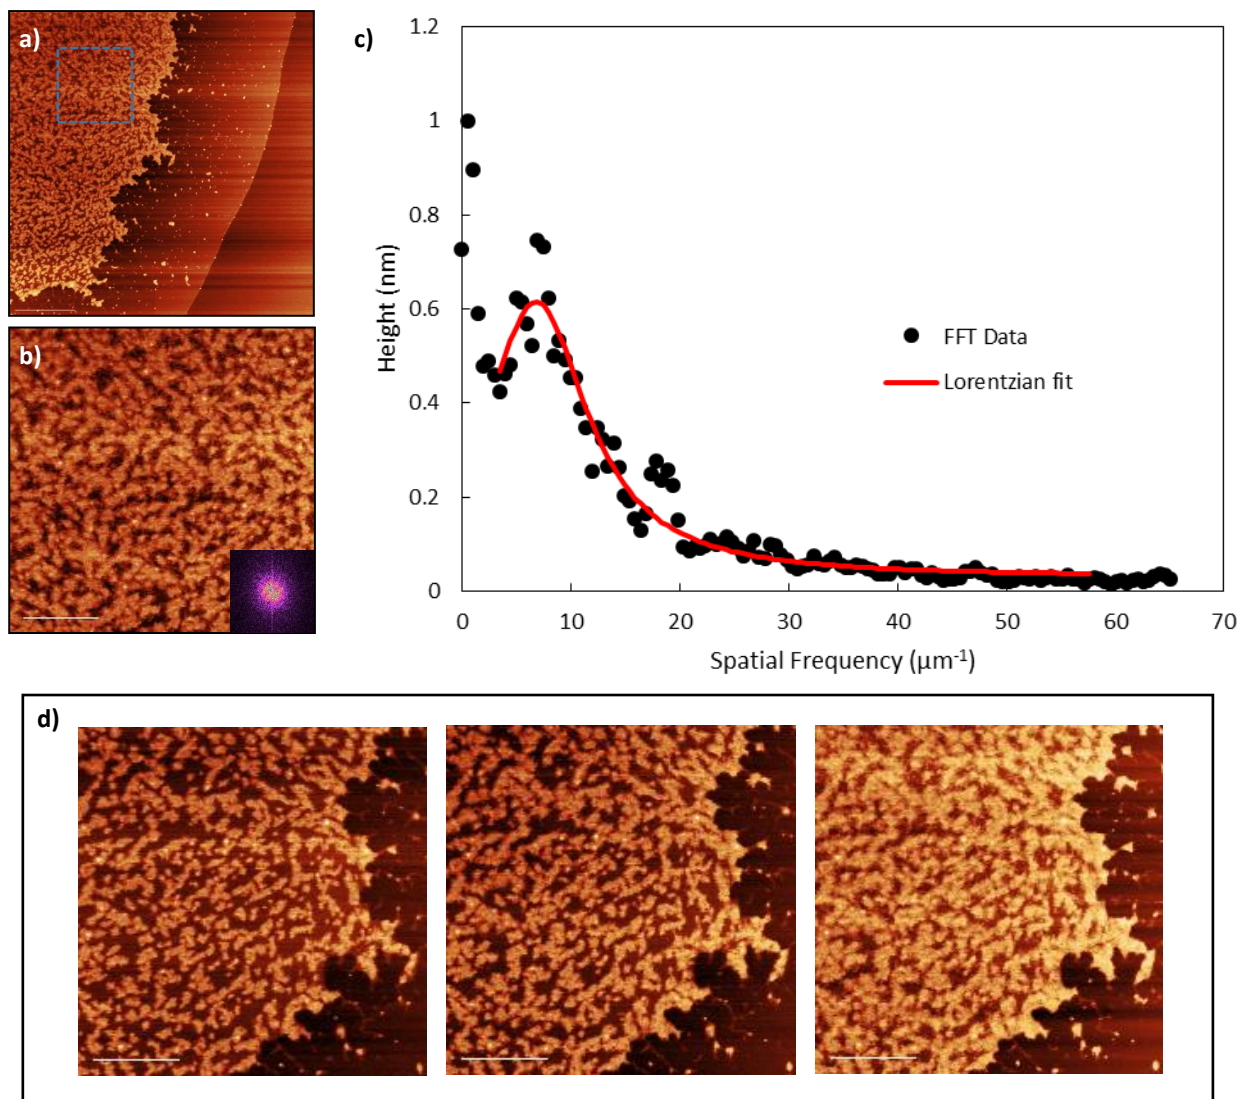 a)
b)
c)
1.2
1
0.8
0.6
0.4
0.2
0
Height (nm)
FFT Data
Lorentzian fit
0 10 20 30 40 50 60 70
Spatial Frequency (µm⁻¹)
d)